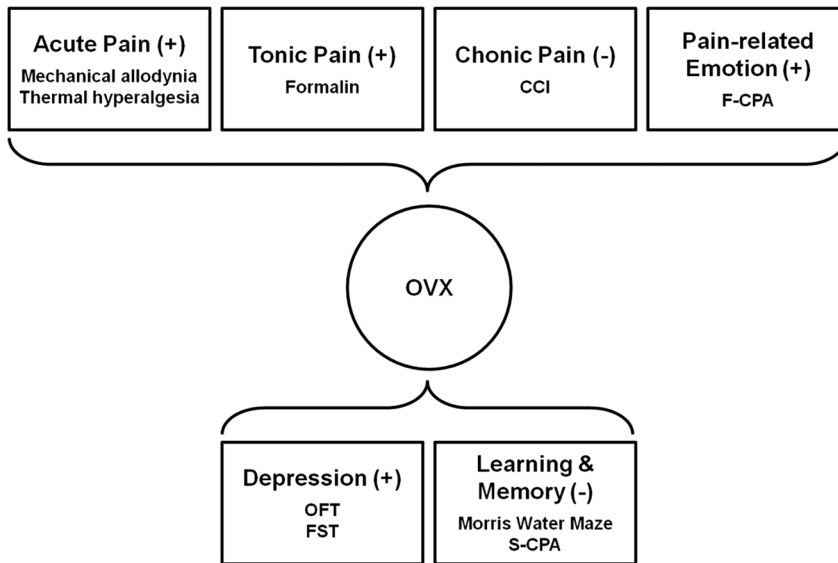 Acute Pain (+)
Mechanical allodynia
Thermal hyperalgesia
Tonic Pain (+)
Formalin
Chonic Pain (-)
CCI
Pain-related
Emotion (+)
F-CPA
OVX
Depression (+)
OFT
FST
Learning &
Memory (-)
Morris Water Maze
S-CPA